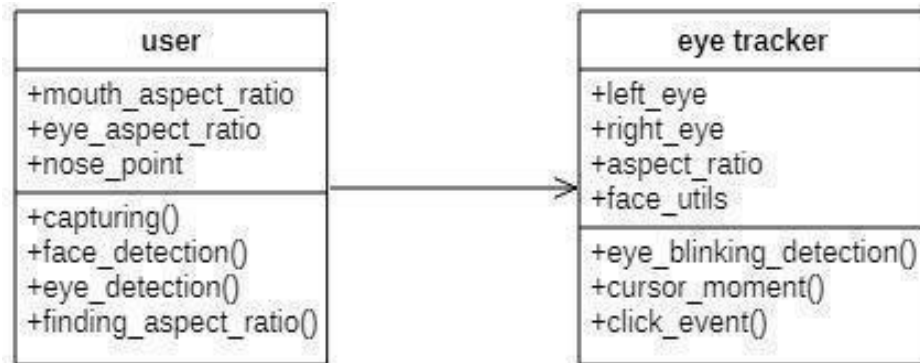 user
+mouth_aspect_ratio
+eye_aspect_ratio
+nose_point
+capturing()
+face_detection()
+eye_detection()
+finding_aspect_ratio()
eye tracker
+left_eye
+right_eye
+aspect_ratio
+face_utils
+eye_blinking_detection()
+cursor_moment()
+click_event()